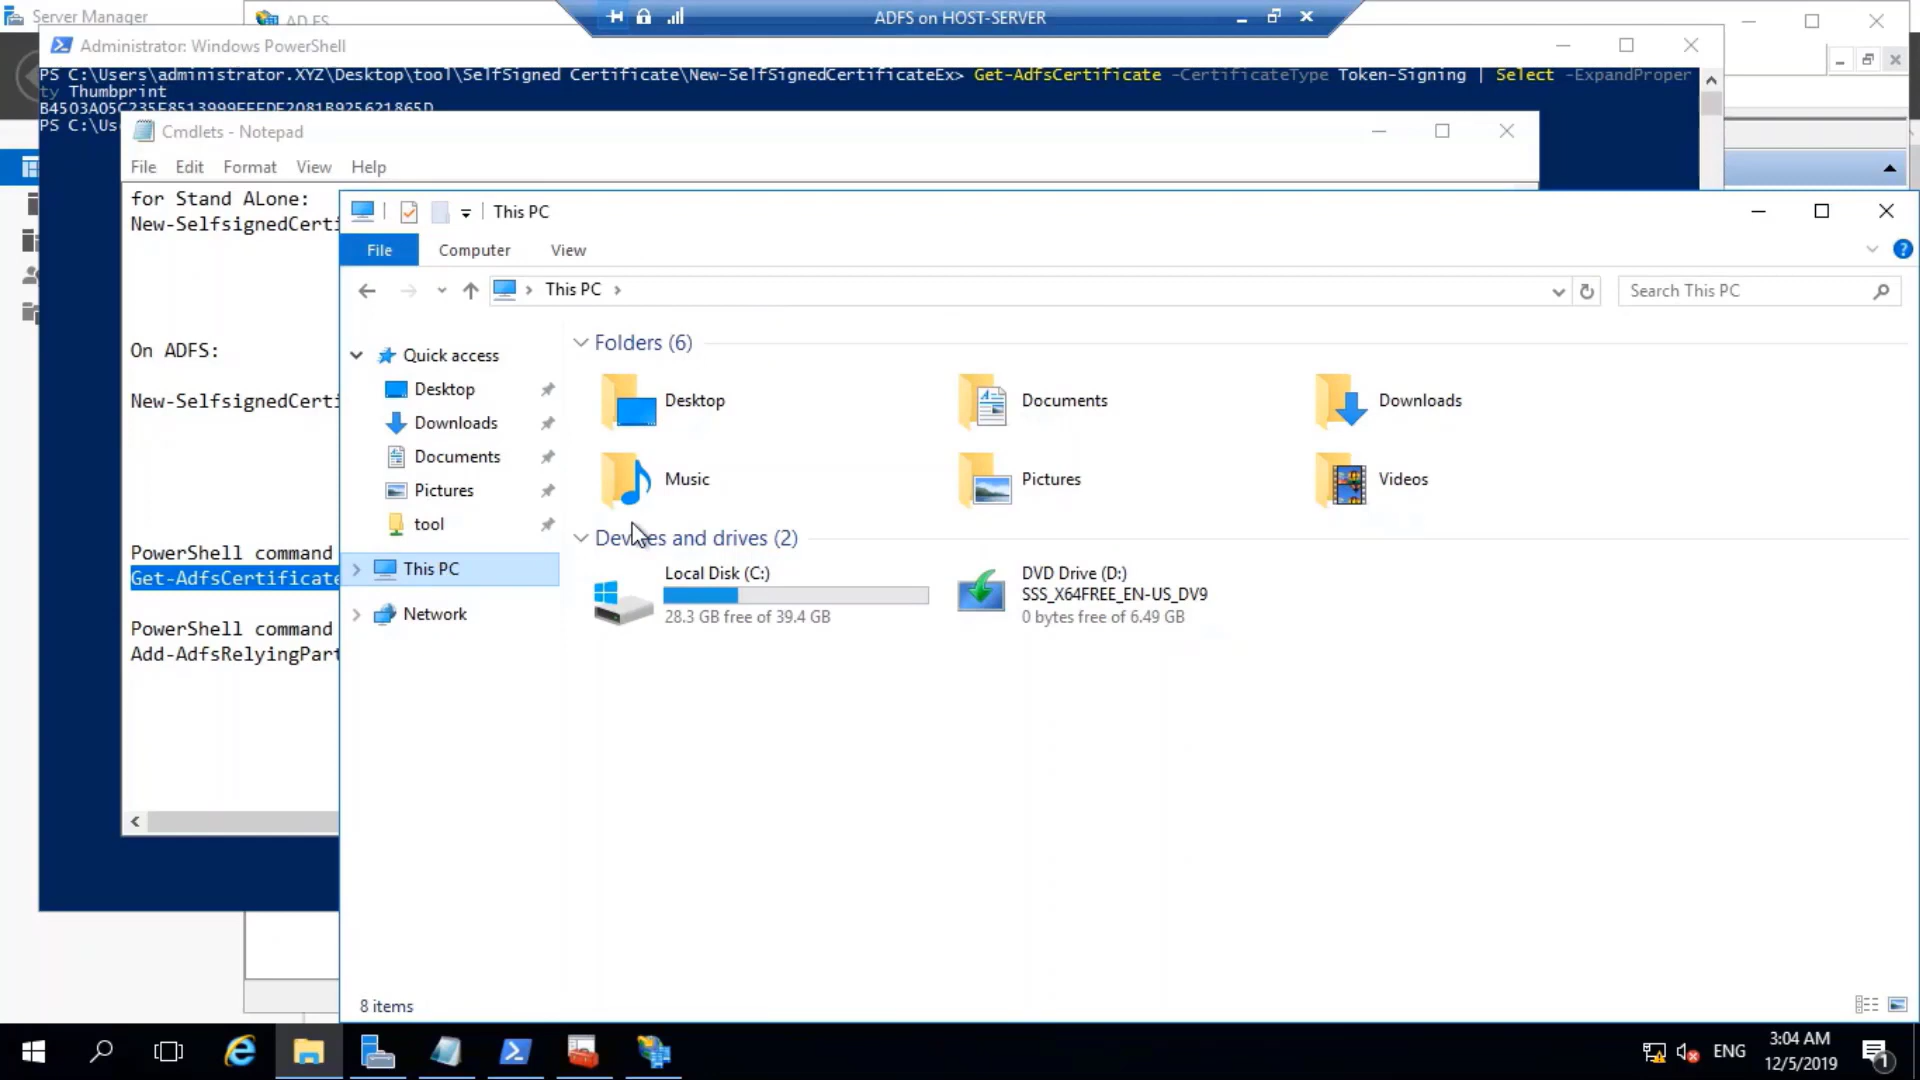 Server Manager
AD FS
ADFS on HOST-SERVER
Administrator: Windows PowerShell
PS C:\Users\administrator.XYZ\Desktop\tool\SelfSigned Certificate\New-SelfSignedCertificateEx> Get-AdfsCertificate -CertificateType Token-Signing | Select -ExpandProper
ty Thumbprint
PS C:\Us
Cmdlets - Notepad
File Edit Format View Help
for Stand ALone:
New-SelfsignedCerti
On ADFS:
New-SelfsignedCerti
PowerShell command
Get-AdfsCertificate
PowerShell command
Add-AdfsRelyingPart
This PC
File Computer View
This PC
Search This PC
Quick access
Desktop
Downloads
Documents
Pictures
tool
This PC
Network
Folders (6)
Desktop
Documents
Downloads
Music
Pictures
Videos
Devices and drives (2)
Local Disk (C:)
28.3 GB free of 39.4 GB
DVD Drive (D:)
SSS_X64FREE_EN-US_DV9
0 bytes free of 6.49 GB
8 items
ENG
3:04 AM
12/5/2019
1